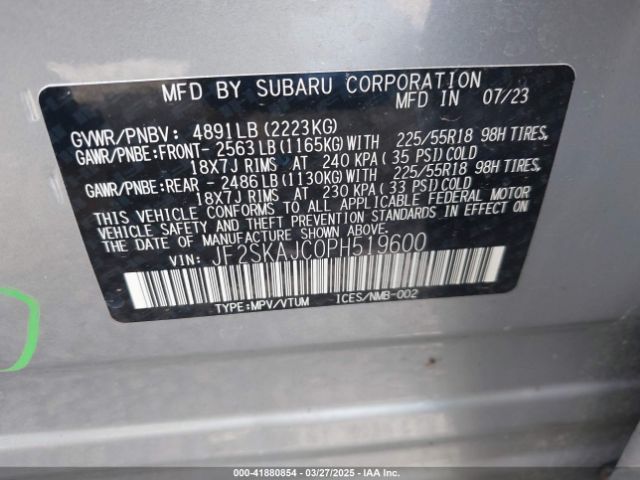 MFD BY SUBARU CORPORATION
MFD IN 07/23
GVWR/PNBV: 4891LB(2223KG)
GAWR/PNBE:FRONT- 2563LB(1165KG)WITH 225/55R18 98H TIRES,
18X7J RIMS AT 240 KPA(35 PSI)COLD
GAWR/PNBE:REAR - 2486LB(1130KG)WITH 225/55R18 98H TIRES,
18X7J RIMS AT 230 KPA(33 PSI)COLD
THIS VEHICLE CONFORMS TO ALL APPLICABLE FEDERAL MOTOR
VEHICLE SAFETY AND THEFT PREVENTION STANDARDS IN EFFECT
ON THE DATE OF MANUFACTURE SHOWN ABOVE.
VIN: JF2SKAJC0PH519600
TYPE:MPV/VTUM ICES/NMB-002
000-41880854 | 03/27/2025 | IAAI.com